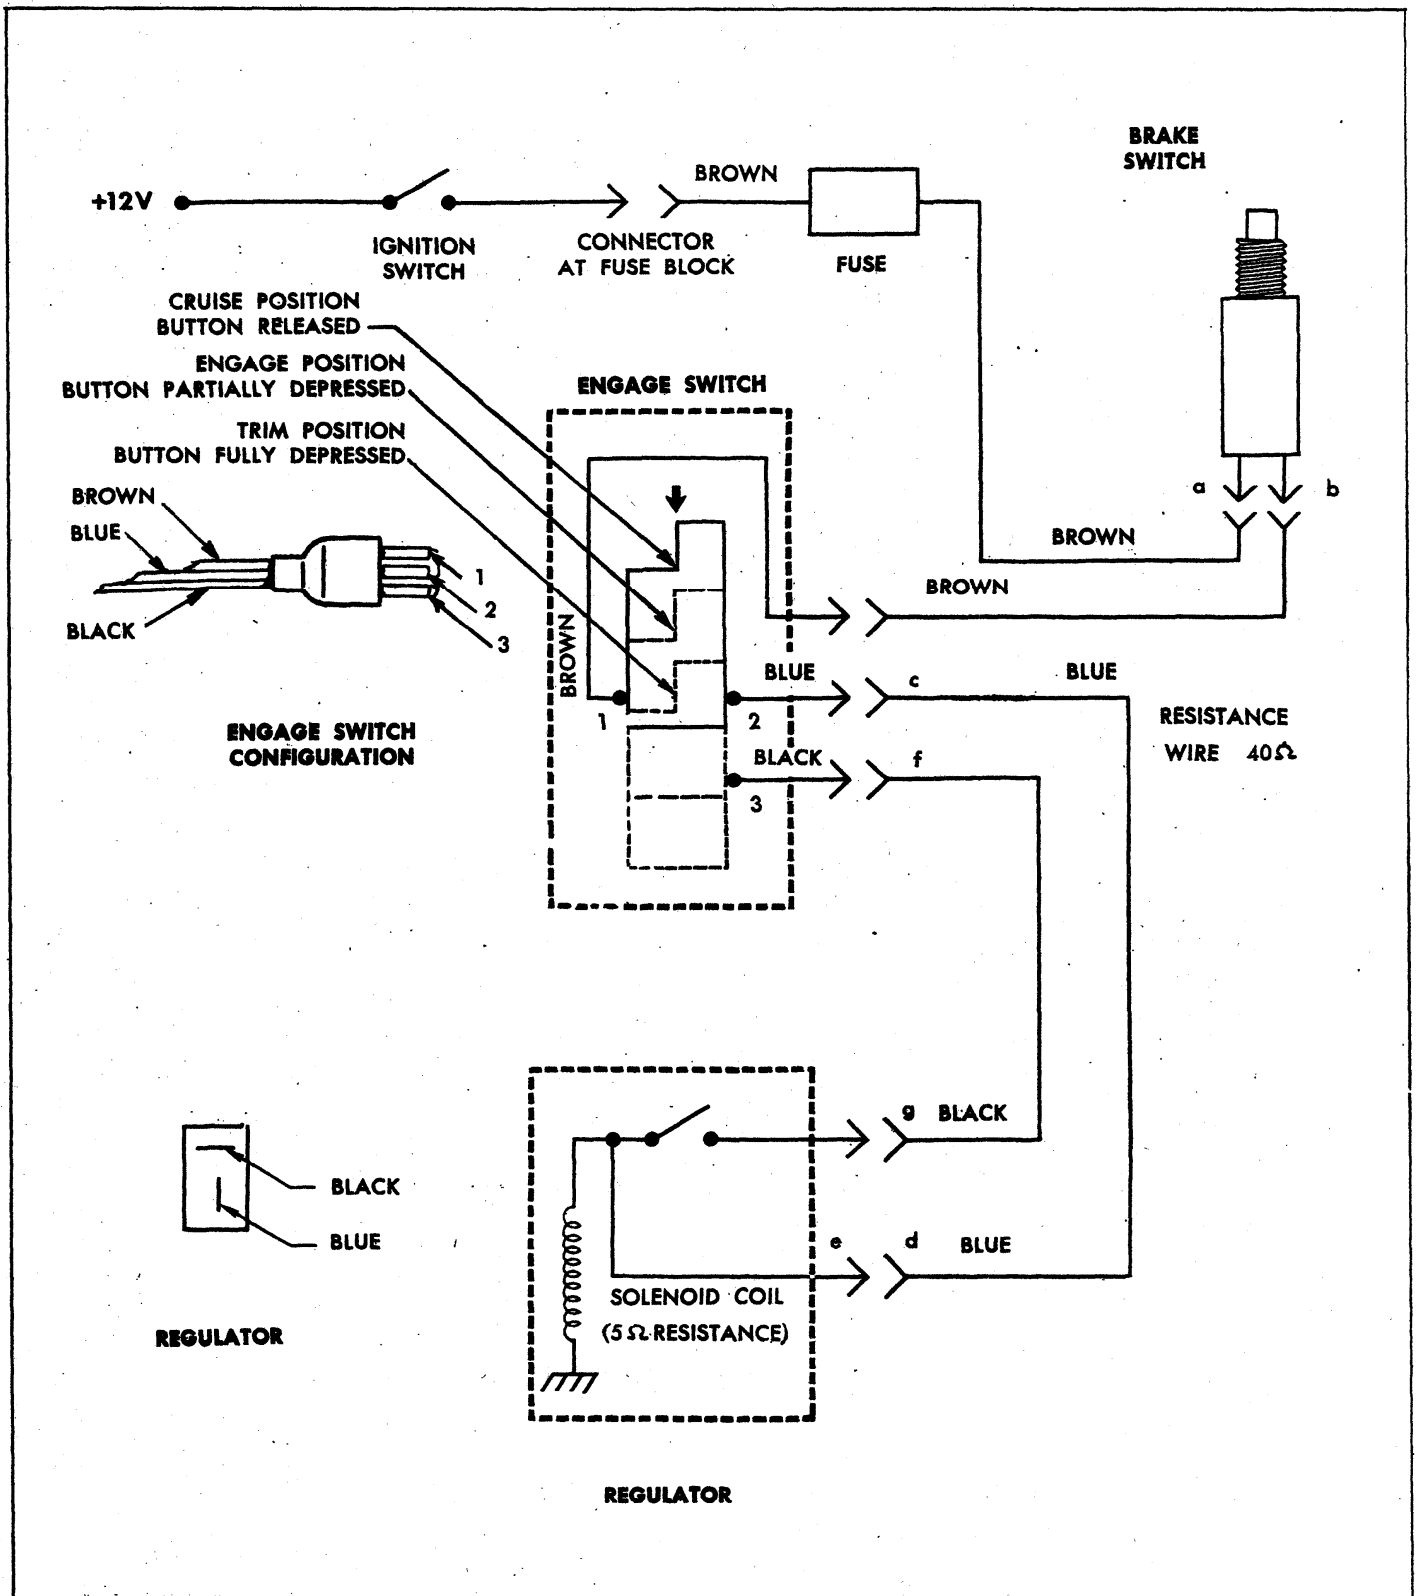 BRAKE
SWITCH
+12V
BROWN
IGNITION
SWITCH
CONNECTOR
AT FUSE BLOCK
FUSE
CRUISE POSITION
BUTTON RELEASED
ENGAGE POSITION
BUTTON PARTIALLY DEPRESSED
TRIM POSITION
BUTTON FULLY DEPRESSED
ENGAGE SWITCH
a
b
BROWN
BROWN
BROWN
BLUE
BLACK
1
2
3
ENGAGE SWITCH
CONFIGURATION
BROWN
1
BLUE
2
c
BLUE
BLACK
3
f
RESISTANCE
WIRE 40Ω
g
BLACK
BLACK
BLUE
REGULATOR
e
d
BLUE
SOLENOID COIL
(5Ω RESISTANCE)
REGULATOR